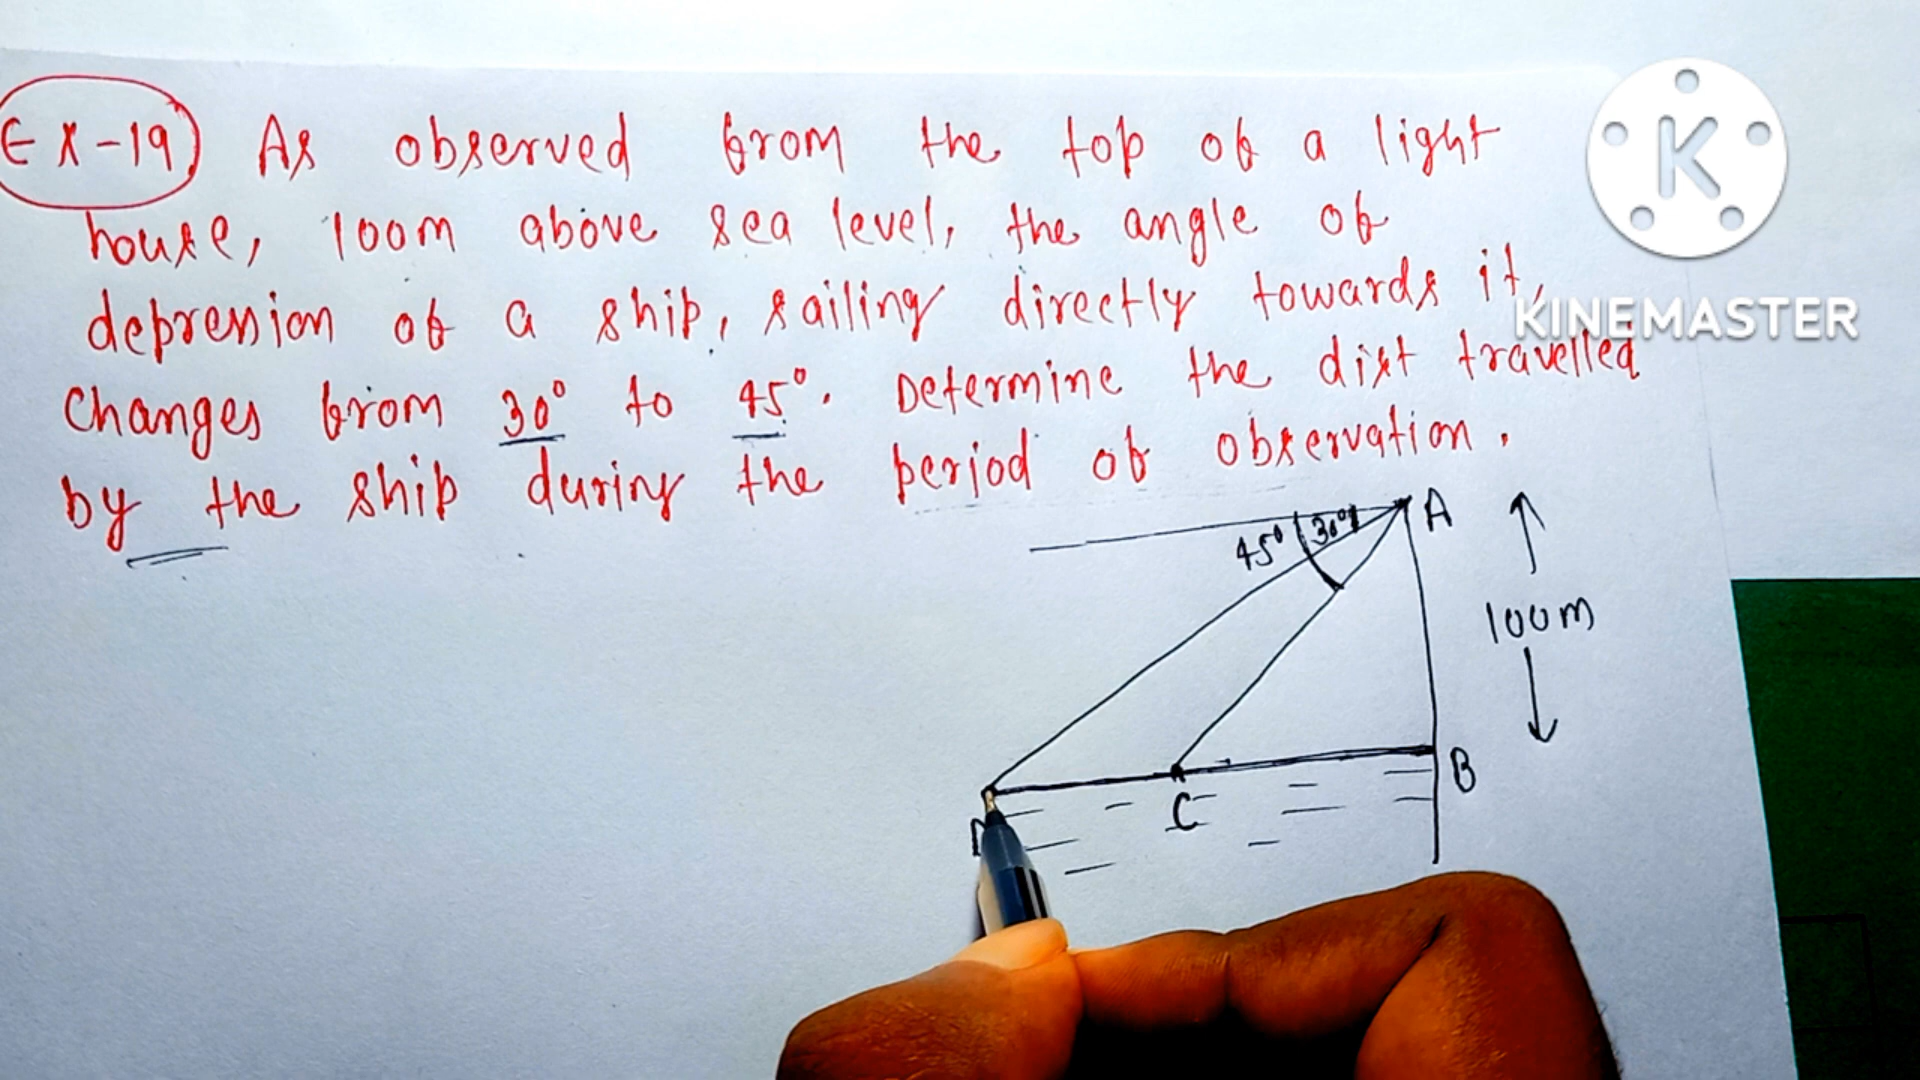 Ex-19) As observed from the top of a light
house, 100m above sea level, the angle of
depression of a ship, sailing directly towards it,
changes from 30° to 45°. Determine the dist travelled
by the ship during the period of observation.
K
KINEMASTER
A
45° 30°
100m
B
C
D